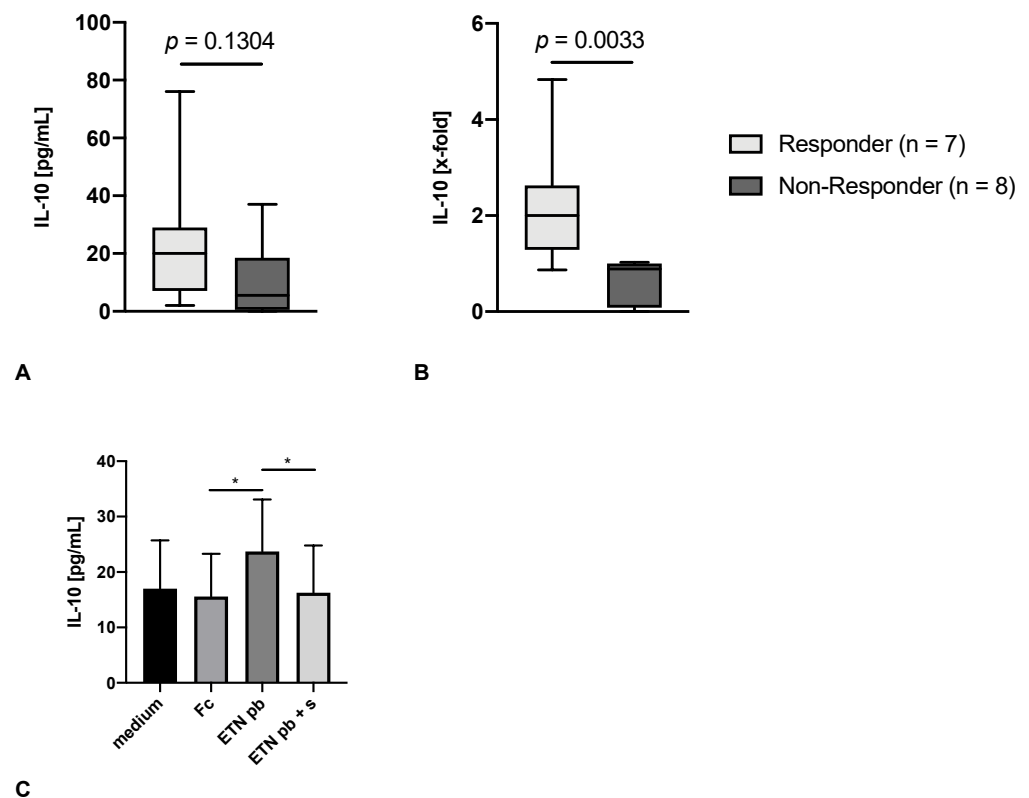 p = 0.1304
IL-10 [pg/mL]
100
80
60
40
20
0
A
p = 0.0033
IL-10 [x-fold]
6
4
2
0
B
Responder (n = 7)
Non-Responder (n = 8)
IL-10 [pg/mL]
40
30
20
10
0
*
*
medium
Fc
ETN pb
ETN pb + s
C